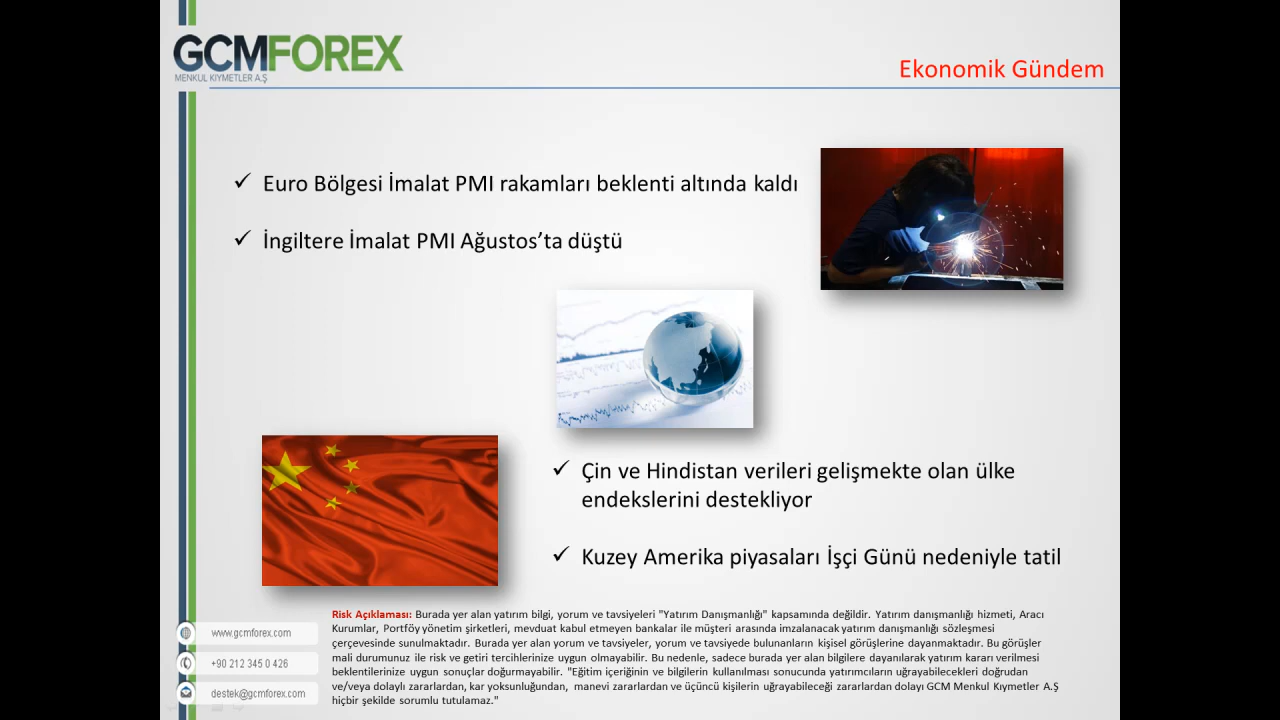 GCMFOREX
MENKUL KIYMETLER A.Ş
Ekonomik Gündem
✓ Euro Bölgesi İmalat PMI rakamları beklenti altında kaldı
✓ İngiltere İmalat PMI Ağustos’ta düştü
✓ Çin ve Hindistan verileri gelişmekte olan ülke
endekslerini destekliyor
✓ Kuzey Amerika piyasaları İşçi Günü nedeniyle tatil
www.gcmforex.com
+90 212 345 0 426
destek@gcmforex.com
Risk Açıklaması: Burada yer alan yatırım bilgi, yorum ve tavsiyeleri "Yatırım Danışmanlığı" kapsamında değildir. Yatırım danışmanlığı hizmeti, Aracı
Kurumlar, Portföy yönetim şirketleri, mevduat kabul etmeyen bankalar ile müşteri arasında imzalanacak yatırım danışmanlığı sözleşmesi
çerçevesinde sunulmaktadır. Burada yer alan yorum ve tavsiyeler, yorum ve tavsiyede bulunanların kişisel görüşlerine dayanmaktadır. Bu görüşler
mali durumunuz ile risk ve getiri tercihlerinize uygun olmayabilir. Bu nedenle, sadece burada yer alan bilgilere dayanılarak yatırım kararı verilmesi
beklentilerinize uygun sonuçlar doğurmayabilir. "Eğitim içeriğinin ve bilgilerin kullanılması sonucunda yatırımcıların uğrayabilecekleri doğrudan
ve/veya dolaylı zararlardan, kar yoksunluğundan, manevi zararlardan ve üçüncü kişilerin uğrayabileceği zararlardan dolayı GCM Menkul Kıymetler A.Ş
hiçbir şekilde sorumlu tutulamaz."